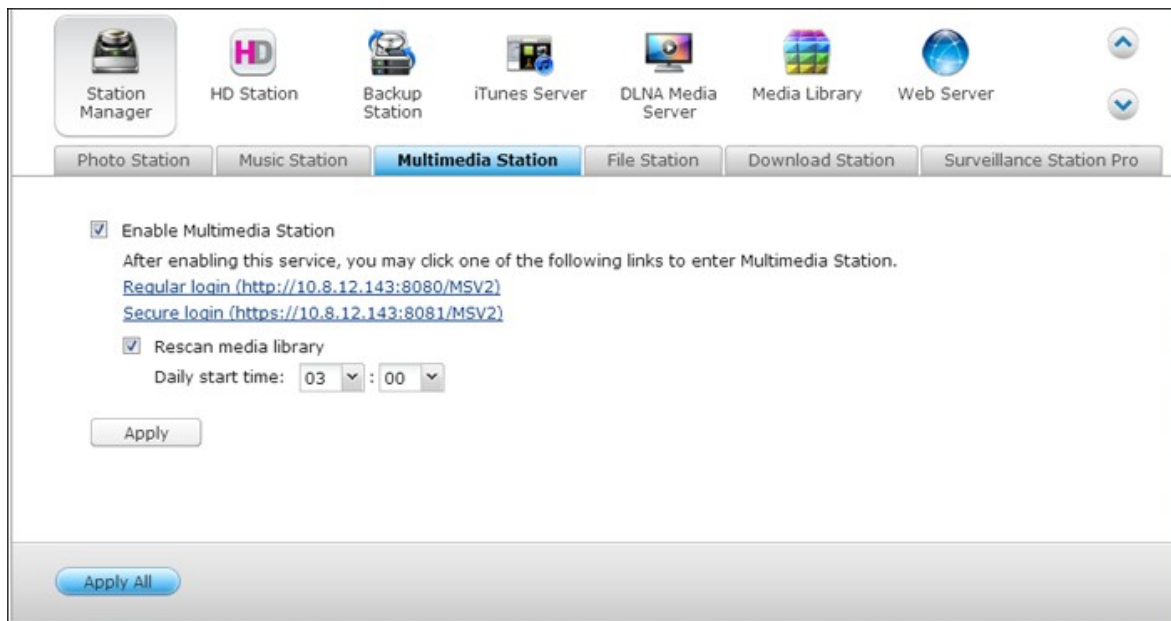 HD
Station Manager
HD Station
Backup Station
iTunes Server
DLNA Media Server
Media Library
Web Server
Photo Station
Music Station
Multimedia Station
File Station
Download Station
Surveillance Station Pro
Enable Multimedia Station
After enabling this service, you may click one of the following links to enter Multimedia Station.
Regular login (http://10.8.12.143:8080/MSV2)
Secure login (https://10.8.12.143:8081/MSV2)
Rescan media library
Daily start time: 03 : 00
Apply
Apply All